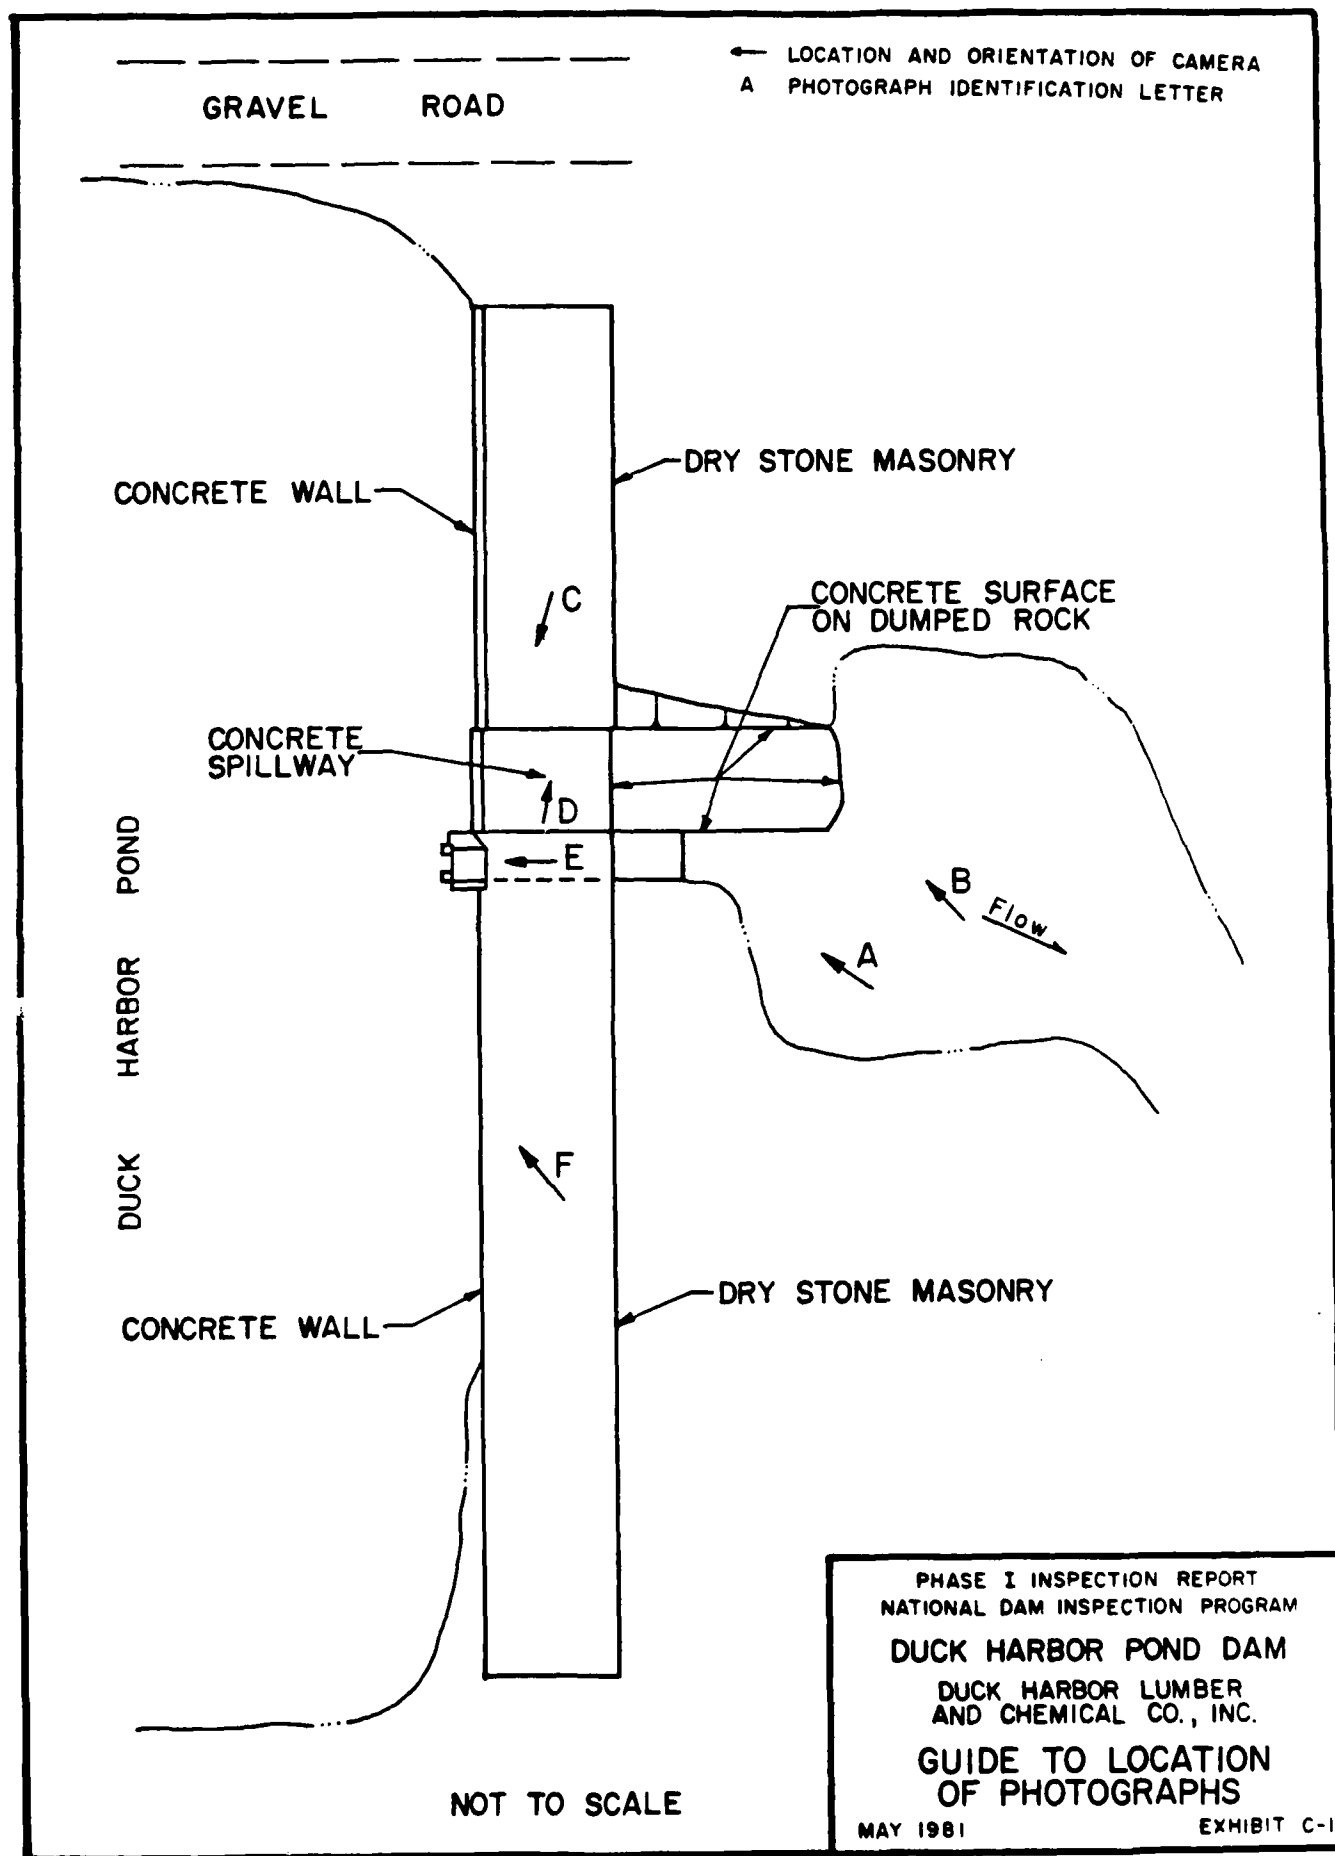 LOCATION AND ORIENTATION OF CAMERA
A PHOTOGRAPH IDENTIFICATION LETTER
GRAVEL ROAD
DRY STONE MASONRY
CONCRETE WALL
C
CONCRETE SURFACE
ON DUMPED ROCK
CONCRETE
SPILLWAY
D
E
B
Flow
A
DUCK HARBOR POND
F
DRY STONE MASONRY
CONCRETE WALL
NOT TO SCALE
PHASE I INSPECTION REPORT
NATIONAL DAM INSPECTION PROGRAM
DUCK HARBOR POND DAM
DUCK HARBOR LUMBER
AND CHEMICAL CO., INC.
GUIDE TO LOCATION
OF PHOTOGRAPHS
MAY 1981 EXHIBIT C-1